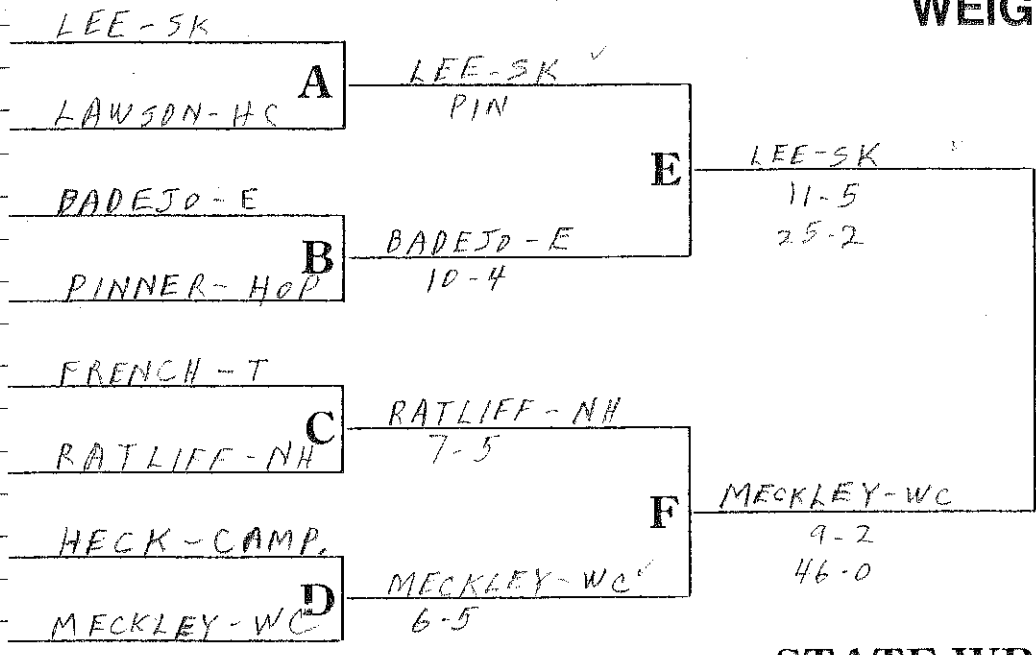 WEIG
LEE-SK
A
LEE-SK ✓
LAWSON-HC
PIN
E
LEE-SK
11-5
25-2
BADEJO-E
B
BADEJO-E
PINNER-HOP
10-4
FRENCH-T
C
RATLIFF-NH
RATLIFF-NH
7-5
F
MECKLEY-WC
9-2
46-0
HECK-CAMP.
D
MECKLEY-WC ✓
MECKLEY-WC
6-5
STATE WR